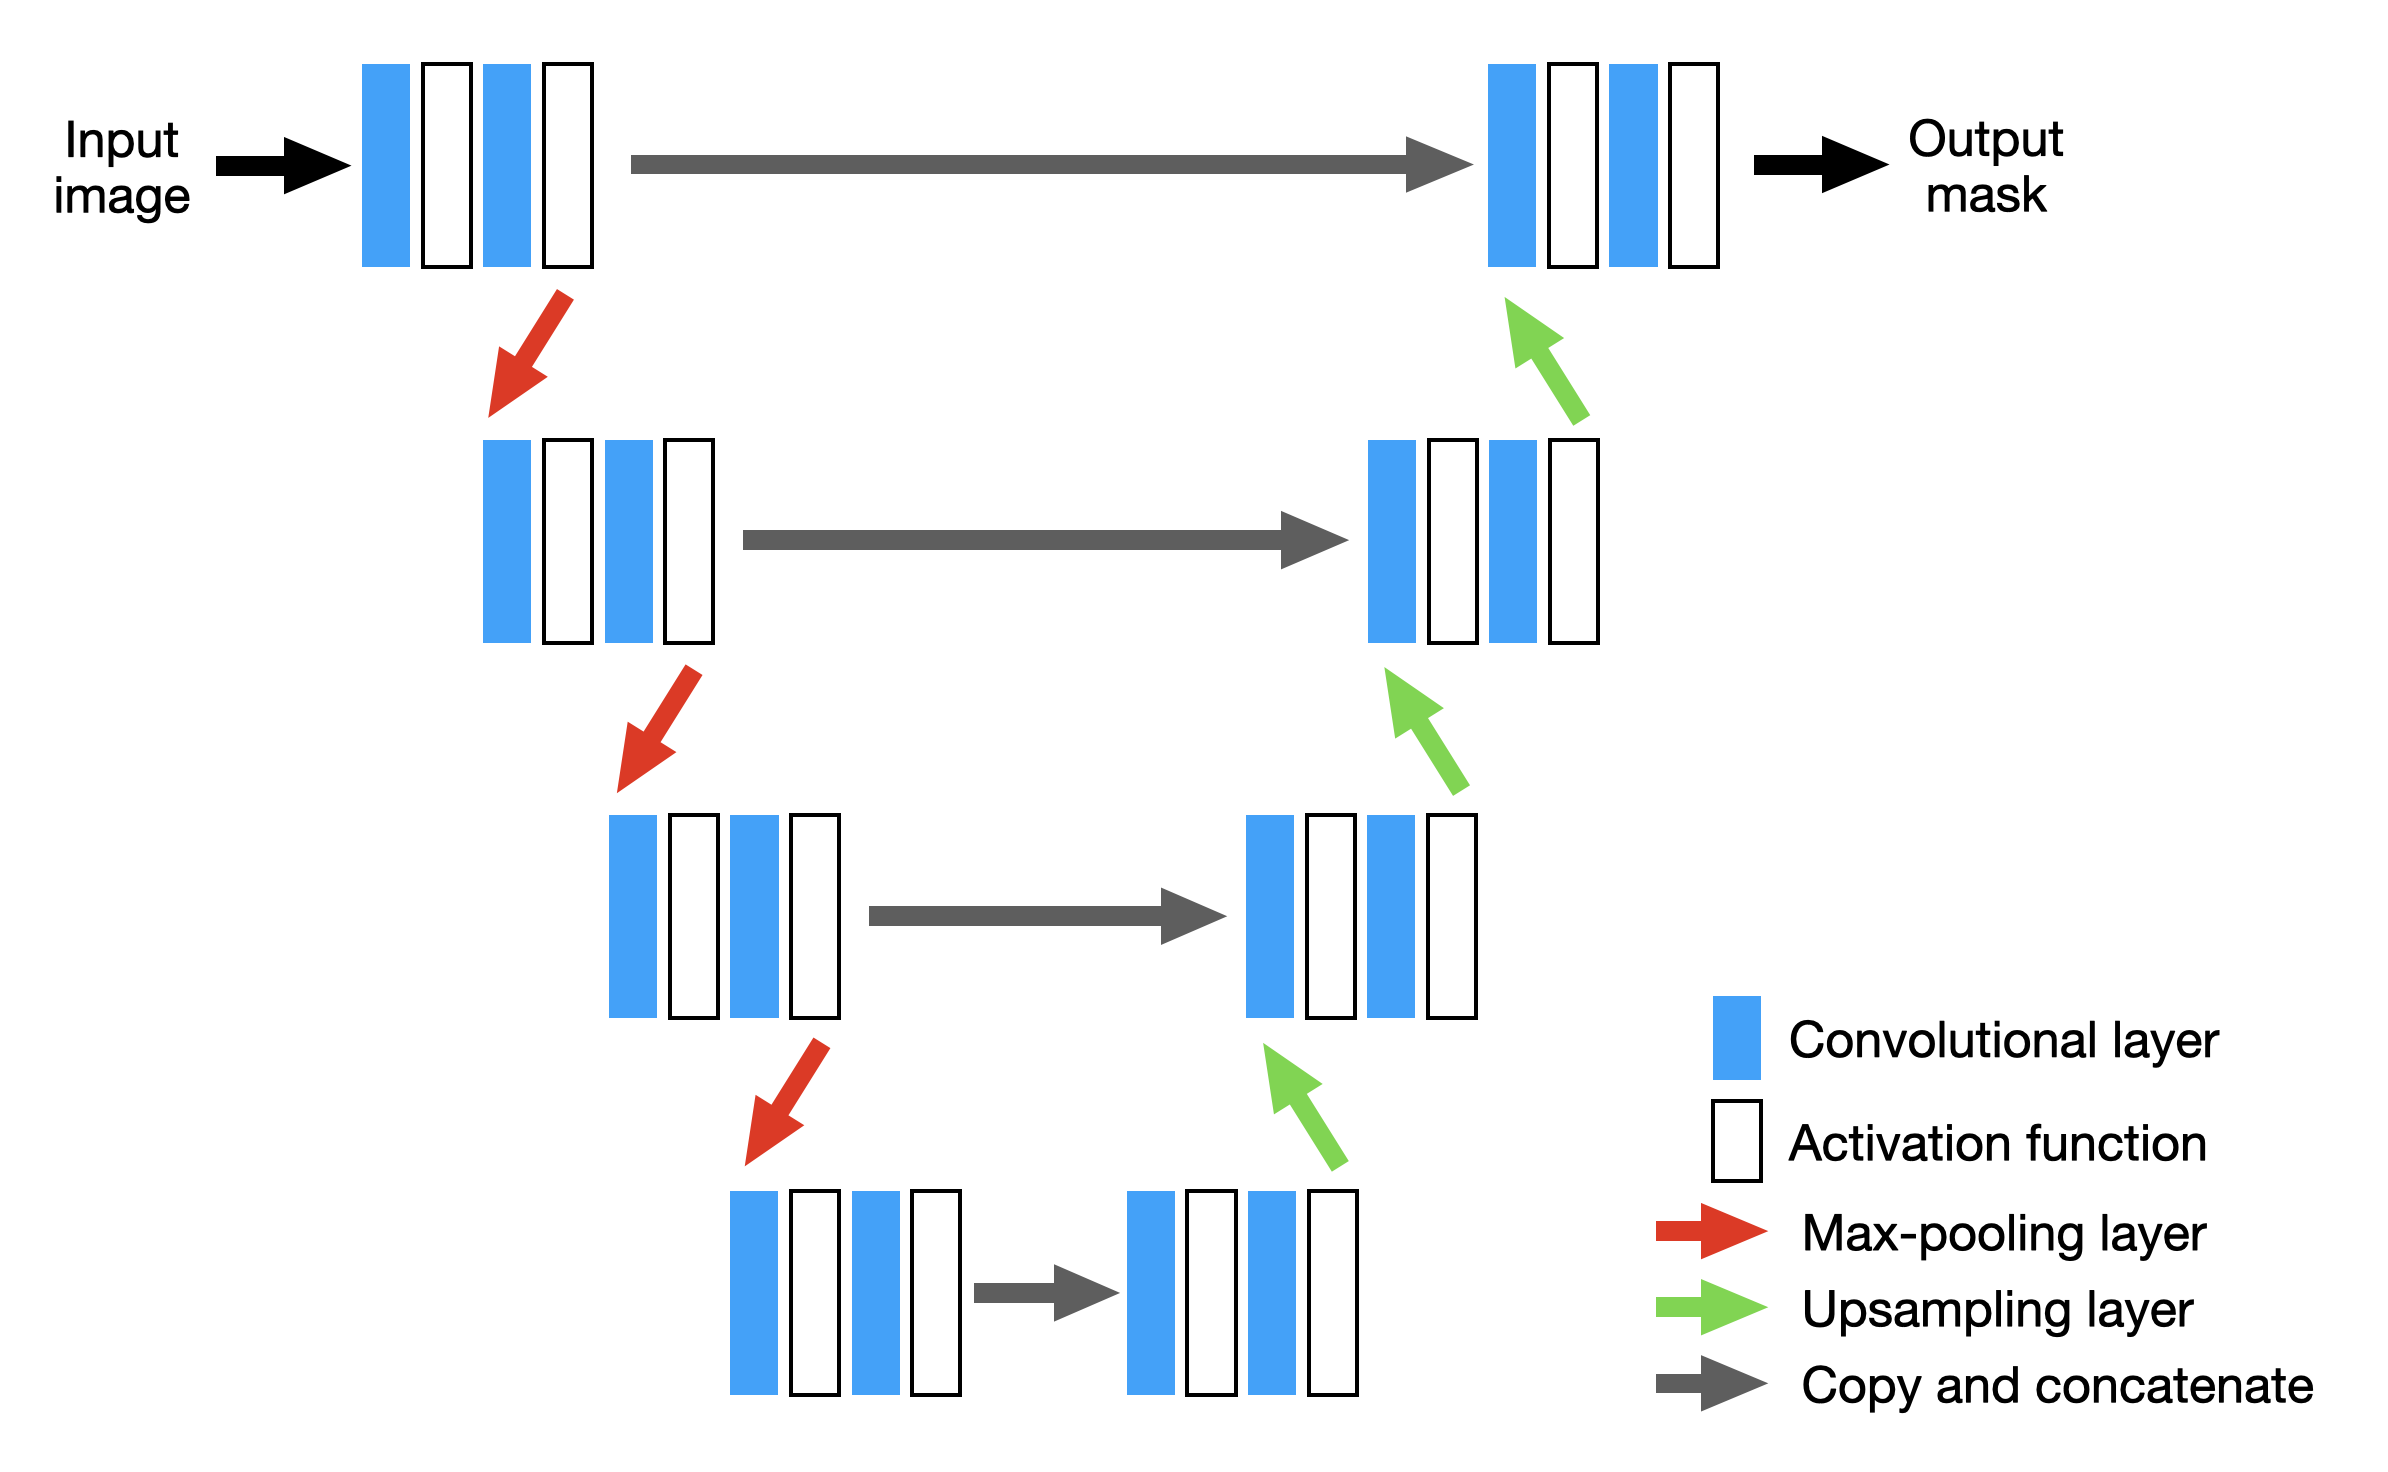 Input
image
Output
mask
Convolutional layer
Activation function
Max-pooling layer
Upsampling layer
Copy and concatenate